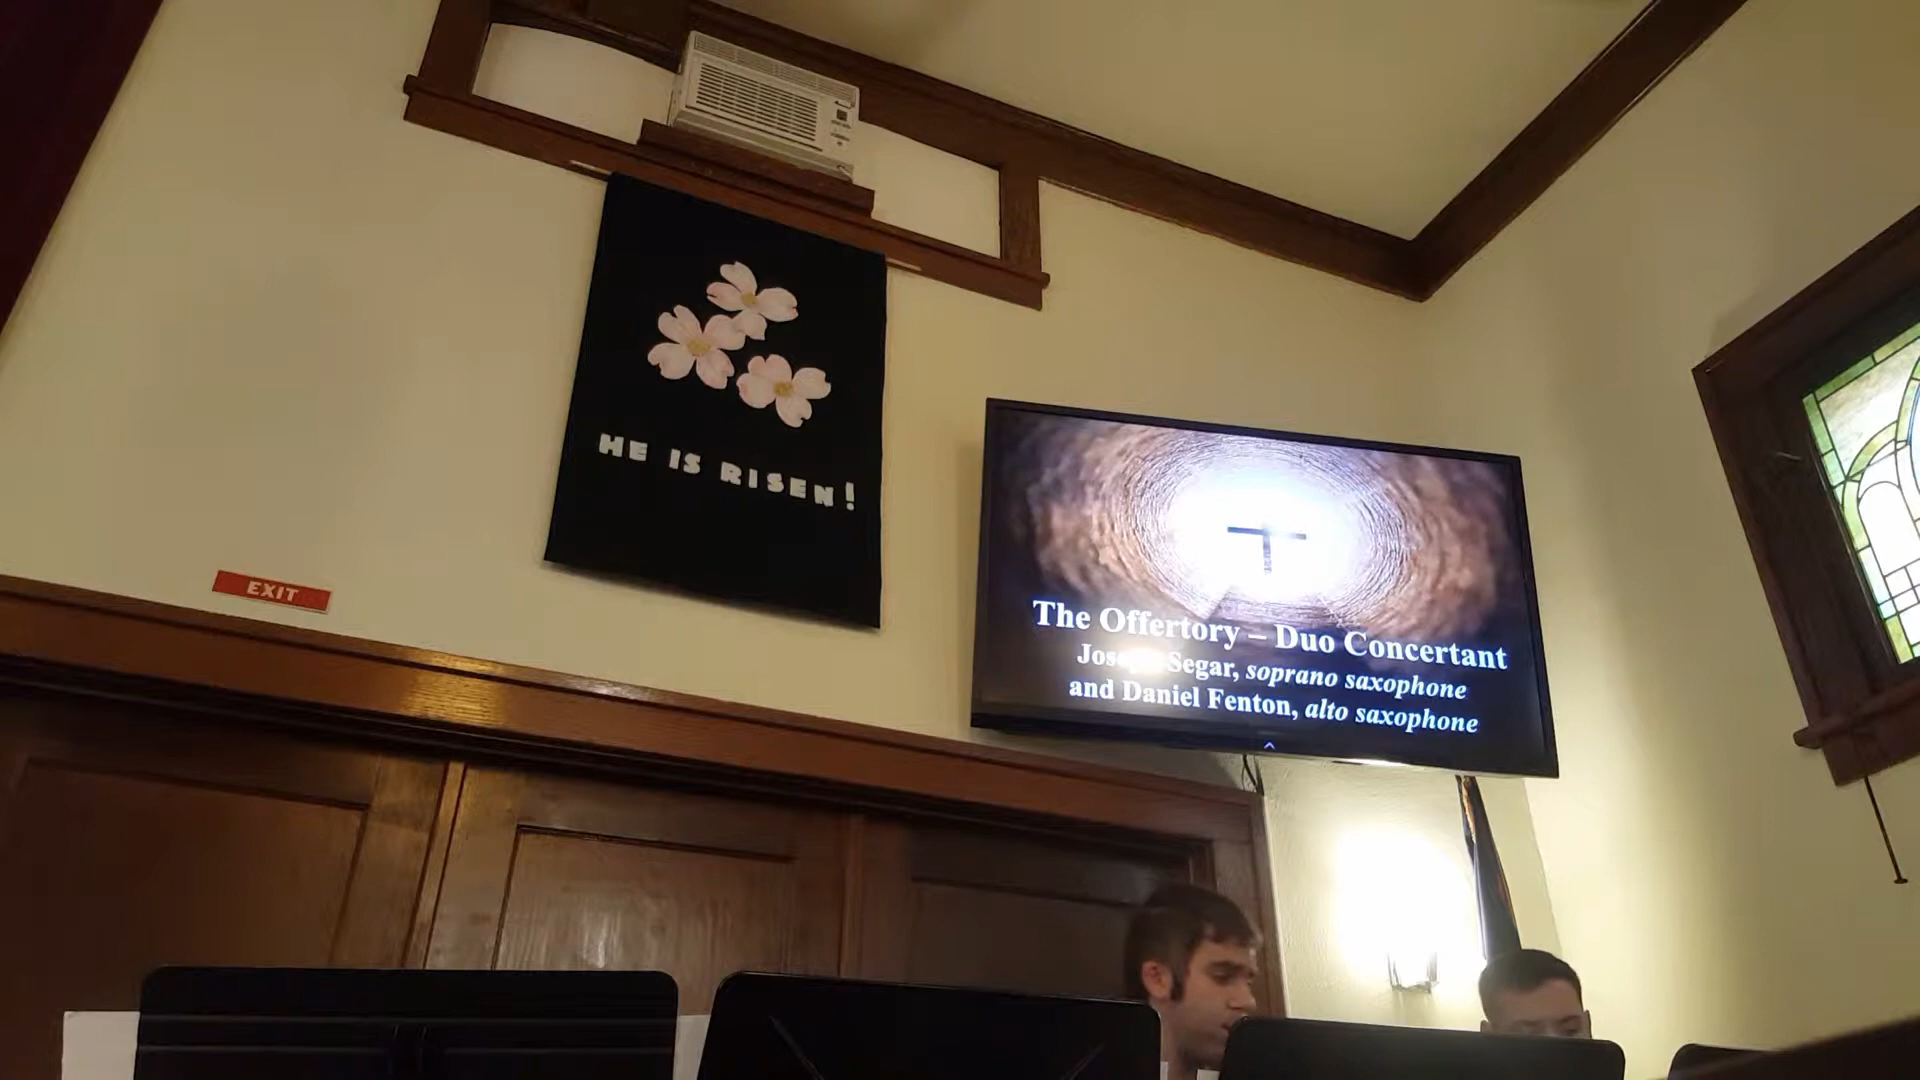 HE IS RISEN!
EXIT
The Offertory – Duo Concertant
Segar, soprano saxophone
and Daniel Fenton, alto saxophone